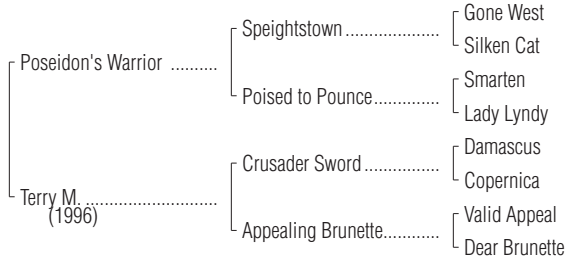 Gone West
Speightstown
Silken Cat
Poseidon's Warrior
Smarten
Poised to Pounce
Lady Lyndy
Damascus
Crusader Sword
Copernica
Terry M.
(1996)
Valid Appeal
Appealing Brunette
Dear Brunette